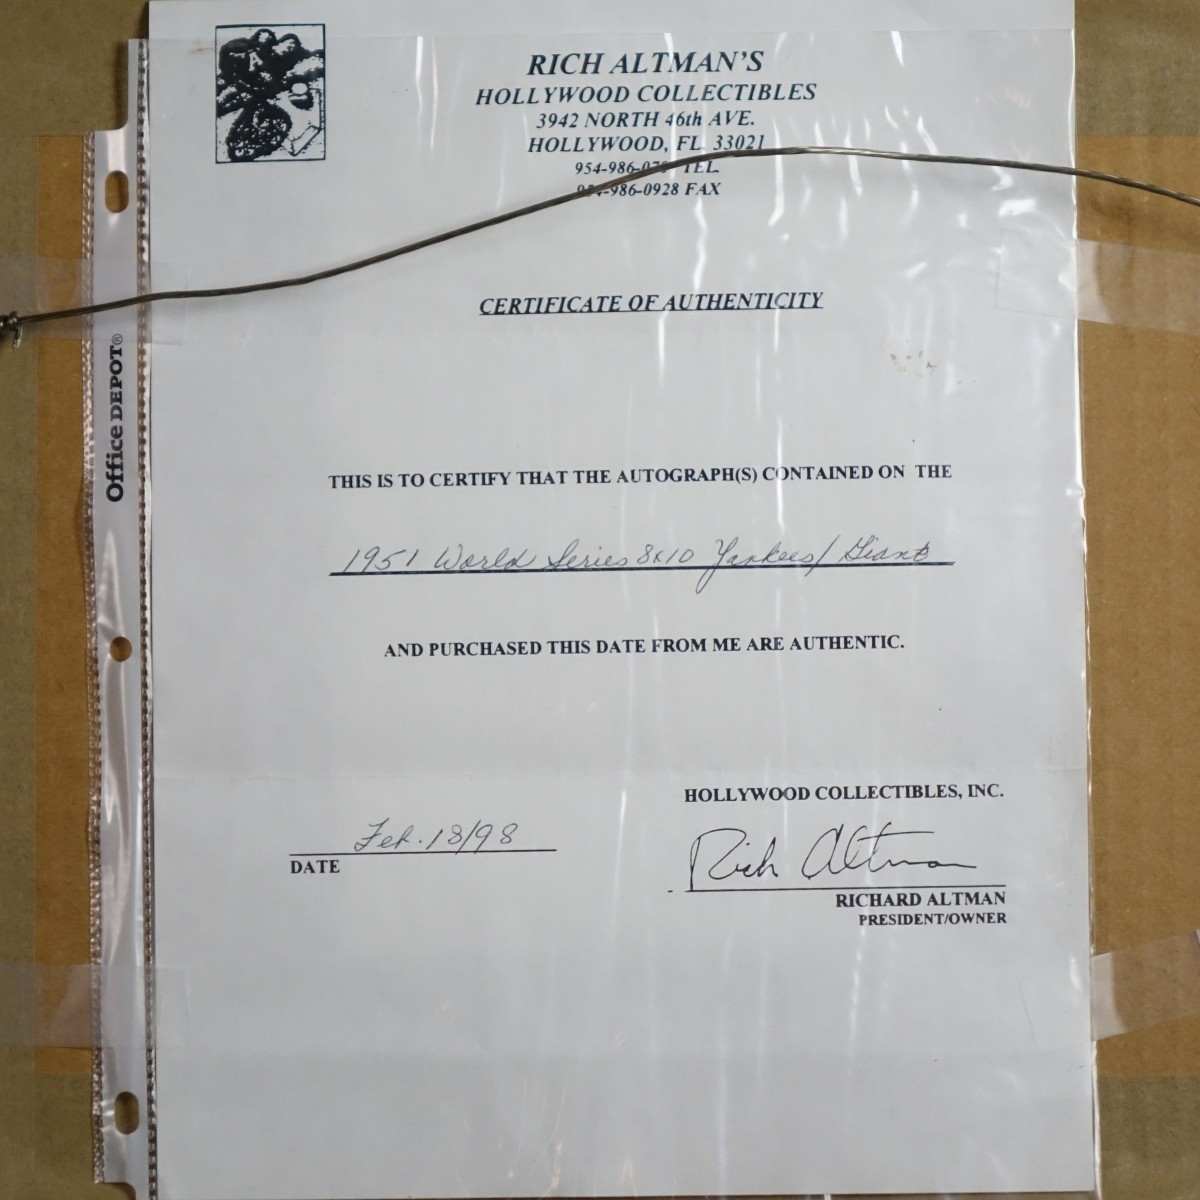 RICH ALTMAN'S
HOLLYWOOD COLLECTIBLES
3942 NORTH 46th AVE.
HOLLYWOOD, FL 33021
TEL.
FAX
CERTIFICATE OF AUTHENTICITY
Office DEPOT®
THIS IS TO CERTIFY THAT THE AUTOGRAPH(S) CONTAINED ON THE
1951 World Series 8x10 Yankees/Giants
AND PURCHASED THIS DATE FROM ME ARE AUTHENTIC.
HOLLYWOOD COLLECTIBLES, INC.
Feb. 18/98
DATE
Rich Altman
RICHARD ALTMAN
PRESIDENT/OWNER